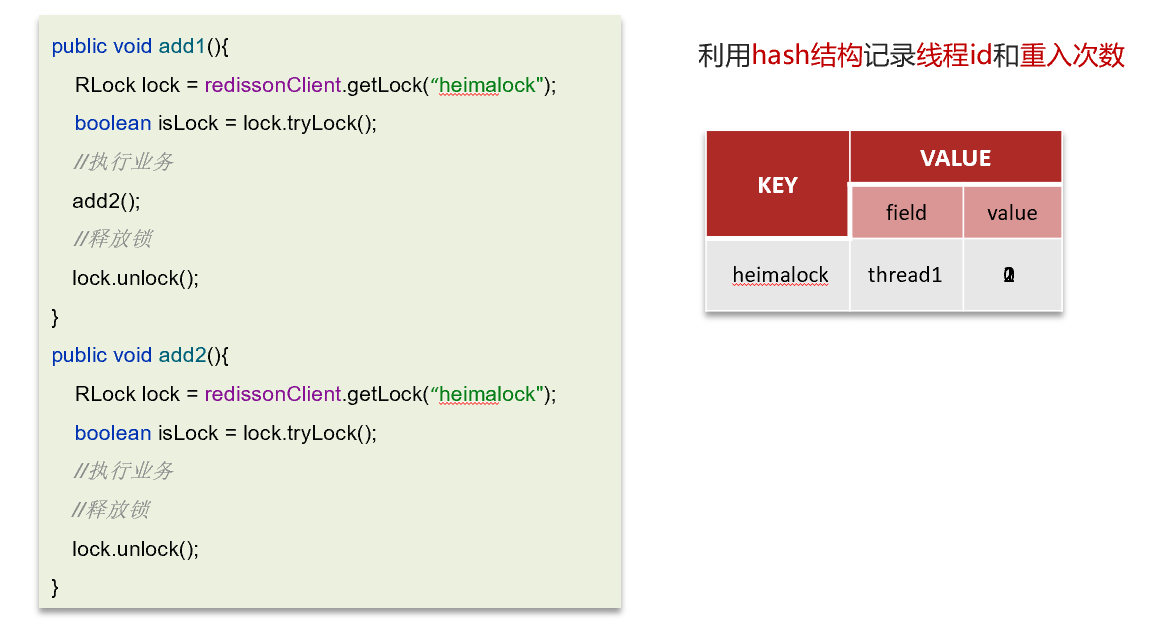 public void add1(){
RLock lock = redissonClient.getLock(“heimalock");
boolean isLock = lock.tryLock();
//执行业务
add2();
//释放锁
lock.unlock();
}
public void add2(){
RLock lock = redissonClient.getLock(“heimalock");
boolean isLock = lock.tryLock();
//执行业务
//释放锁
lock.unlock();
}
利用hash结构记录线程id和重入次数
KEY
VALUE
field value
heimalock thread1